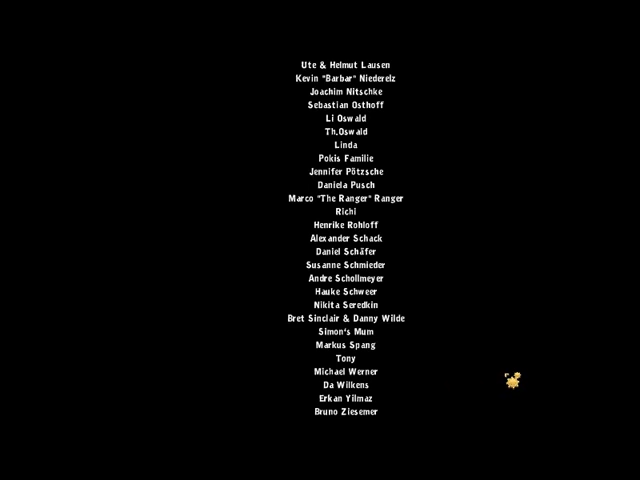 Ute & Helmut Lausen
Kevin "Barbar" Niederelz
Joachim Nitschke
Sebastian Osthoff
Li Oswald
Th.Oswald
Linda
Pokis Familie
Jennifer Pötzsche
Daniela Pusch
Marco "The Ranger" Ranger
Richi
Henrike Rohloff
Alexander Schack
Daniel Schäfer
Susanne Schmieder
Andre Schollmeyer
Hauke Schweer
Nikita Seredkin
Bret Sinclair & Danny Wilde
Simon's Mum
Markus Spang
Tony
Michael Werner
Da Wilkens
Erkan Yilmaz
Bruno Ziesemer